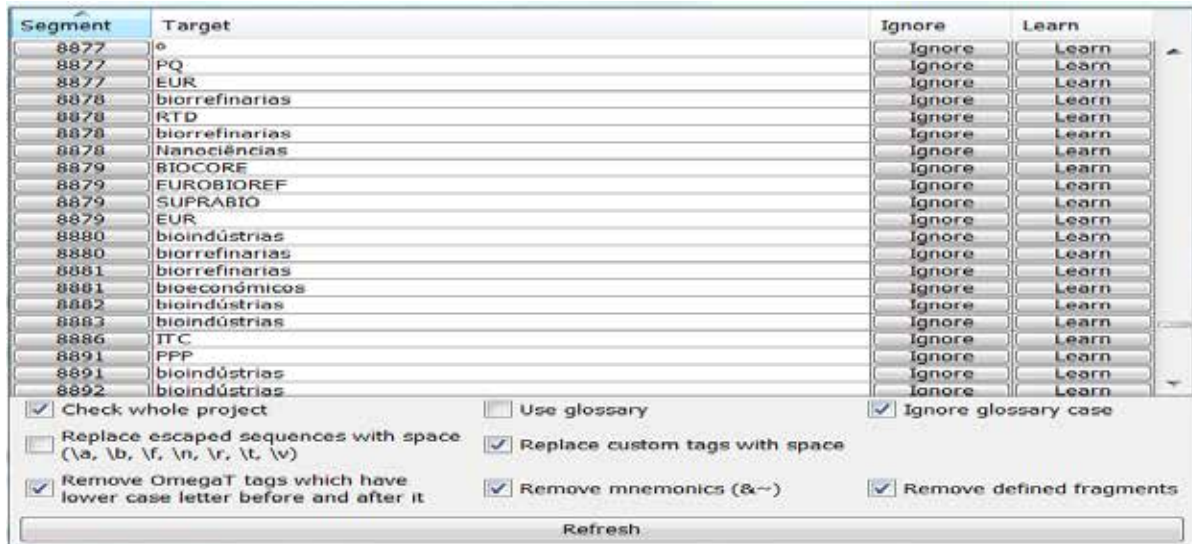 Segment Target Ignore Learn
8877 º Ignore Learn
8877 PQ Ignore Learn
8877 EUR Ignore Learn
8878 biorrefinarias Ignore Learn
8878 RTD Ignore Learn
8878 biorrefinarias Ignore Learn
8878 Nanociências Ignore Learn
8879 BIOCORE Ignore Learn
8879 EUROBIOREF Ignore Learn
8879 SUPRABIO Ignore Learn
8879 EUR Ignore Learn
8880 bioindústrias Ignore Learn
8880 biorrefinarias Ignore Learn
8881 biorrefinarias Ignore Learn
8881 bioeconómicos Ignore Learn
8882 bioindústrias Ignore Learn
8883 bioindústrias Ignore Learn
8886 ITC Ignore Learn
8891 PPP Ignore Learn
8891 bioindústrias Ignore Learn
8892 bioindústrias Ignore Learn
Check whole project Use glossary Ignore glossary case
Replace escaped sequences with space
(\a, \b, \f, \n, \r, \t, \v) Replace custom tags with space
Remove OmegaT tags which have
lower case letter before and after it Remove mnemonics (&~) Remove defined fragments
Refresh